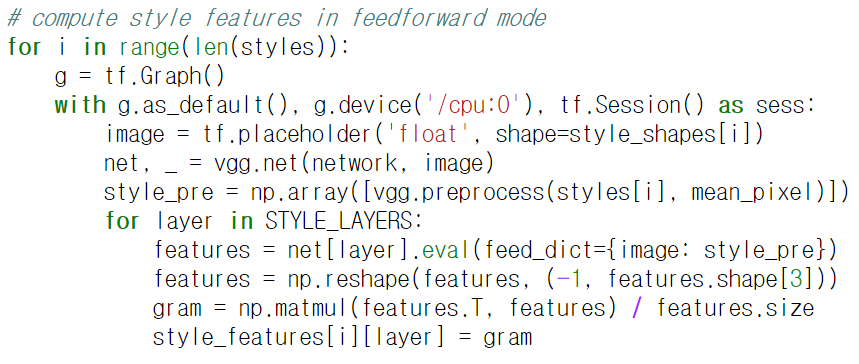 # compute style features in feedforward mode
for i in range(len(styles)):
    g = tf.Graph()
    with g.as_default(), g.device('/cpu:0'), tf.Session() as sess:
        image = tf.placeholder('float', shape=style_shapes[i])
        net, _ = vgg.net(network, image)
        style_pre = np.array([vgg.preprocess(styles[i], mean_pixel)])
        for layer in STYLE_LAYERS:
            features = net[layer].eval(feed_dict={image: style_pre})
            features = np.reshape(features, (-1, features.shape[3]))
            gram = np.matmul(features.T, features) / features.size
            style_features[i][layer] = gram